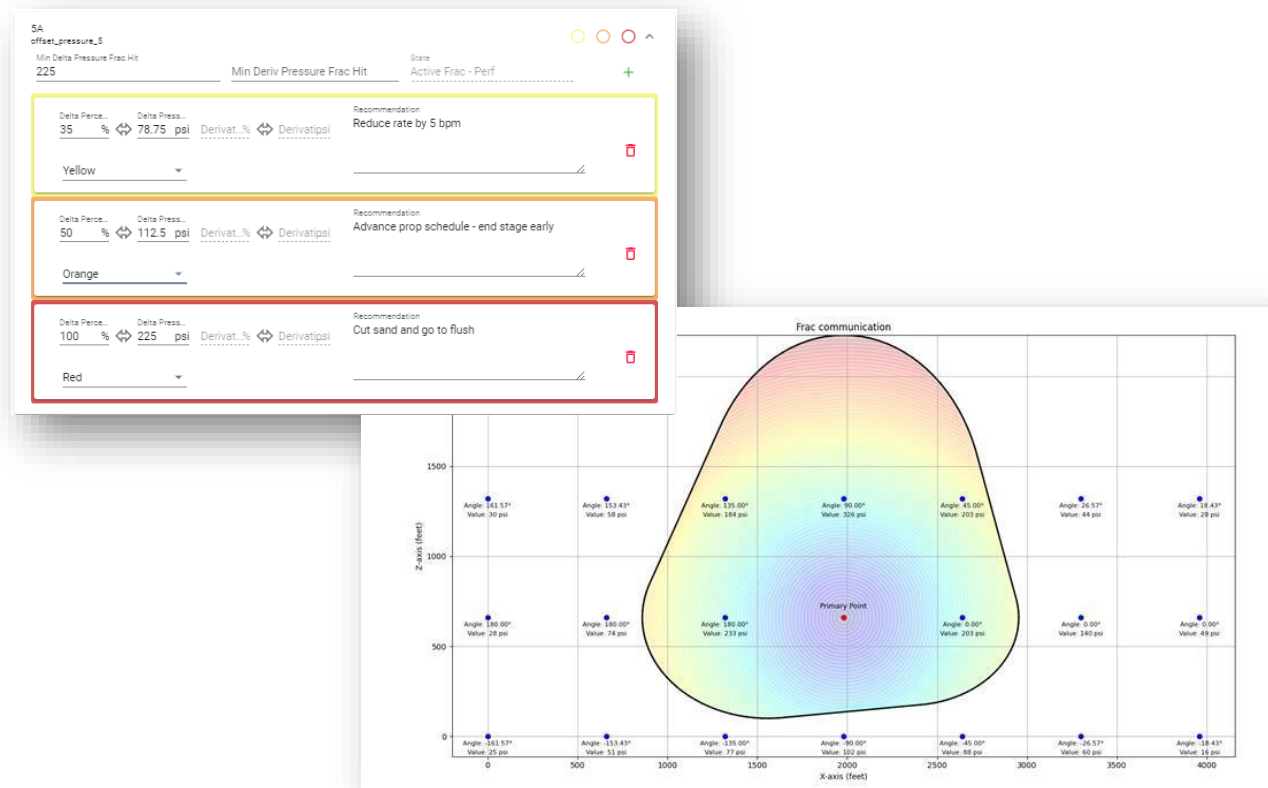 5A
offset_pressure_5
Min Delta Pressure Frac Hit
225
Min Deriv Pressure Frac Hit
State
Active Frac - Perf
+
Delta Perce...
35 %
Delta Press...
78.75 psi
Derivat...%
Derivatipsi
Recommendation
Reduce rate by 5 bpm
Yellow
Delta Perce...
50 %
Delta Press...
112.5 psi
Derivat...%
Derivatipsi
Recommendation
Advance prop schedule - end stage early
Orange
Delta Perce...
100 %
Delta Press...
225 psi
Derivat...%
Derivatipsi
Recommendation
Cut sand and go to flush
Red
Frac communication
Z-axis (feet)
1500
1000
500
0
Angle: 161.57°
Value: 30 psi
Angle: 153.43°
Value: 58 psi
Angle: 135.00°
Value: 184 psi
Angle: 90.00°
Value: 326 psi
Angle: 45.00°
Value: 203 psi
Angle: 26.57°
Value: 44 psi
Angle: 18.43°
Value: 28 psi
Primary Point
Angle: 180.00°
Value: 28 psi
Angle: 180.00°
Value: 74 psi
Angle: 180.00°
Value: 233 psi
Angle: 0.00°
Value: 203 psi
Angle: 0.00°
Value: 140 psi
Angle: 0.00°
Value: 49 psi
Angle: -161.57°
Value: 25 psi
Angle: -153.43°
Value: 51 psi
Angle: -135.00°
Value: 77 psi
Angle: -90.00°
Value: 102 psi
Angle: -45.00°
Value: 88 psi
Angle: -26.57°
Value: 60 psi
Angle: -18.43°
Value: 16 psi
0
500
1000
1500
2000
2500
3000
3500
4000
X-axis (feet)